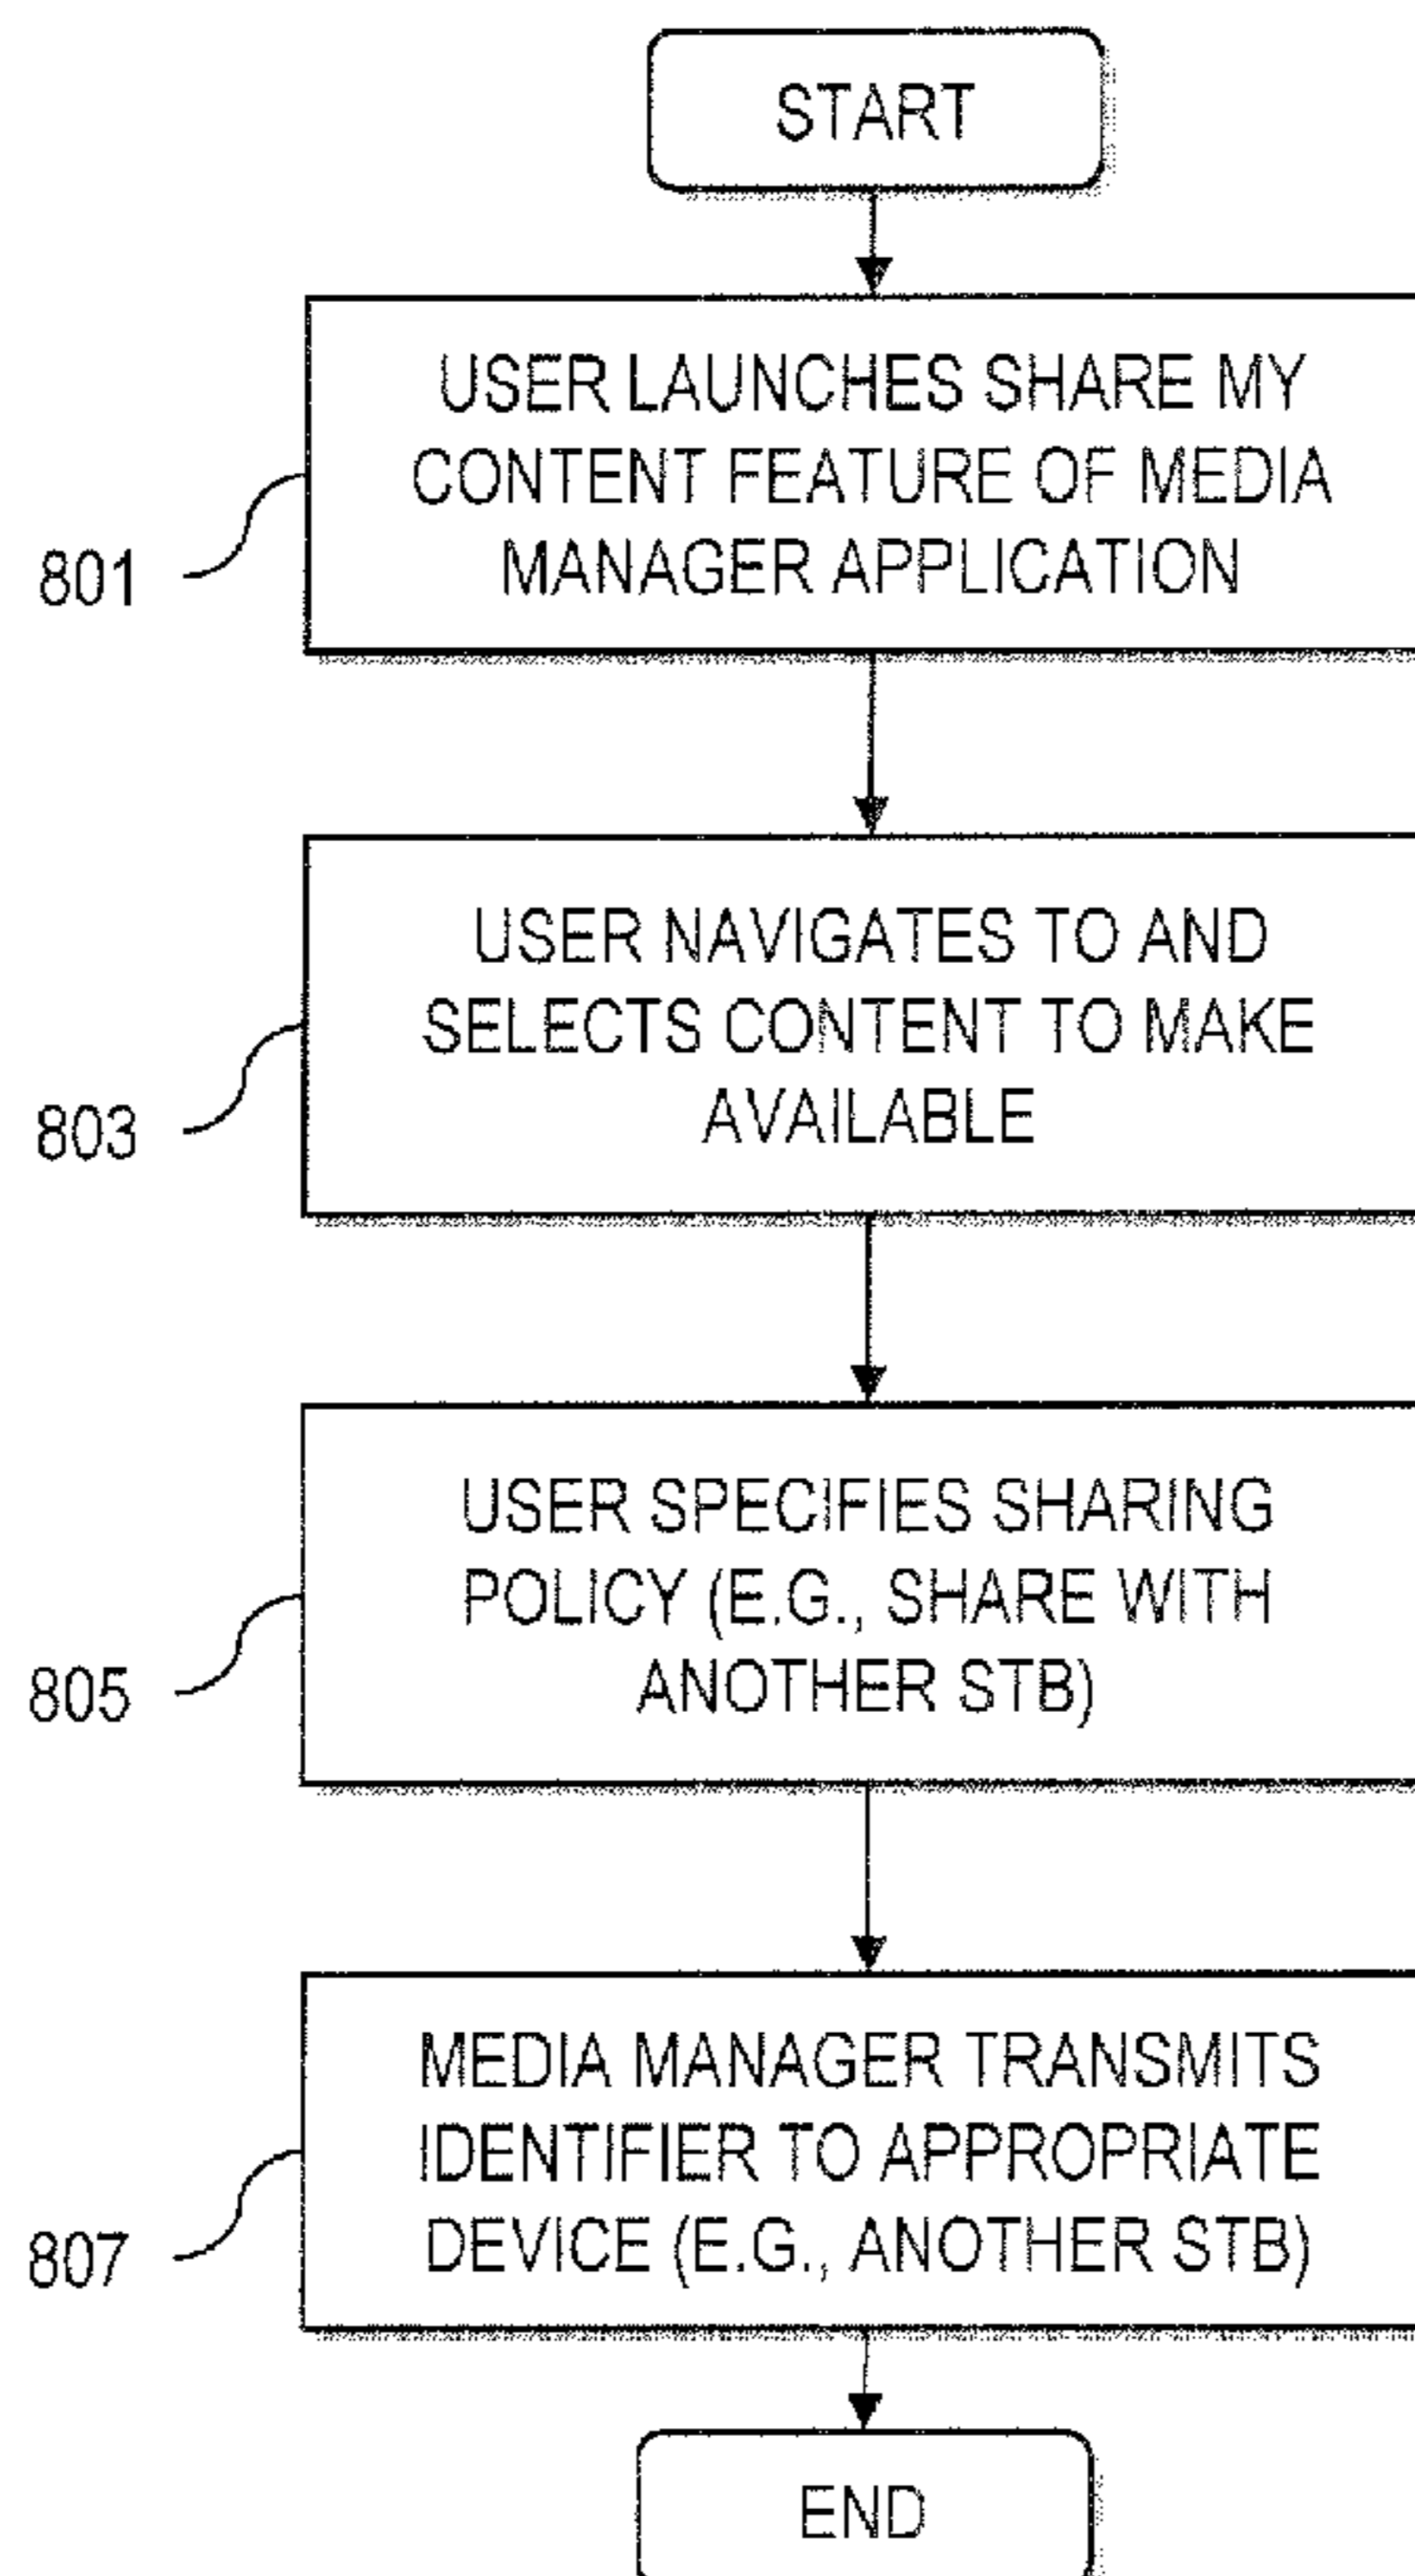 START
USER LAUNCHES SHARE MY
CONTENT FEATURE OF MEDIA
MANAGER APPLICATION
801
USER NAVIGATES TO AND
SELECTS CONTENT TO MAKE
AVAILABLE
803
USER SPECIFIES SHARING
POLICY (E.G., SHARE WITH
ANOTHER STB)
805
MEDIA MANAGER TRANSMITS
IDENTIFIER TO APPROPRIATE
DEVICE (E.G., ANOTHER STB)
807
END